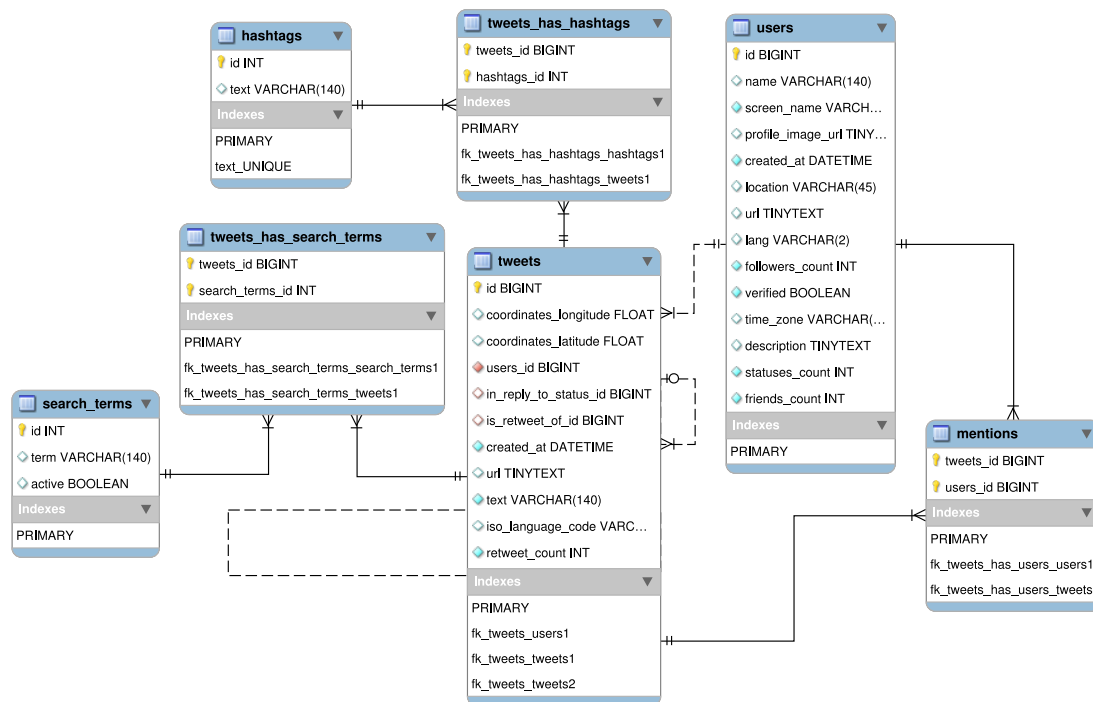 hashtags
id INT
text VARCHAR(140)
Indexes
PRIMARY
text_UNIQUE
tweets_has_hashtags
tweets_id BIGINT
hashtags_id INT
Indexes
PRIMARY
fk_tweets_has_hashtags_hashtags1
fk_tweets_has_hashtags_tweets1
users
id BIGINT
name VARCHAR(140)
screen_name VARCH...
profile_image_url TINY...
created_at DATETIME
location VARCHAR(45)
url TINYTEXT
lang VARCHAR(2)
followers_count INT
verified BOOLEAN
time_zone VARCHAR(...
description TINYTEXT
statuses_count INT
friends_count INT
Indexes
PRIMARY
tweets_has_search_terms
tweets_id BIGINT
search_terms_id INT
Indexes
PRIMARY
fk_tweets_has_search_terms_search_terms1
fk_tweets_has_search_terms_tweets1
tweets
id BIGINT
coordinates_longitude FLOAT
coordinates_latitude FLOAT
users_id BIGINT
in_reply_to_status_id BIGINT
is_retweet_of_id BIGINT
created_at DATETIME
url TINYTEXT
text VARCHAR(140)
iso_language_code VARC...
retweet_count INT
Indexes
PRIMARY
fk_tweets_users1
fk_tweets_tweets1
fk_tweets_tweets2
search_terms
id INT
term VARCHAR(140)
active BOOLEAN
Indexes
PRIMARY
mentions
tweets_id BIGINT
users_id BIGINT
Indexes
PRIMARY
fk_tweets_has_users_users1
fk_tweets_has_users_tweets